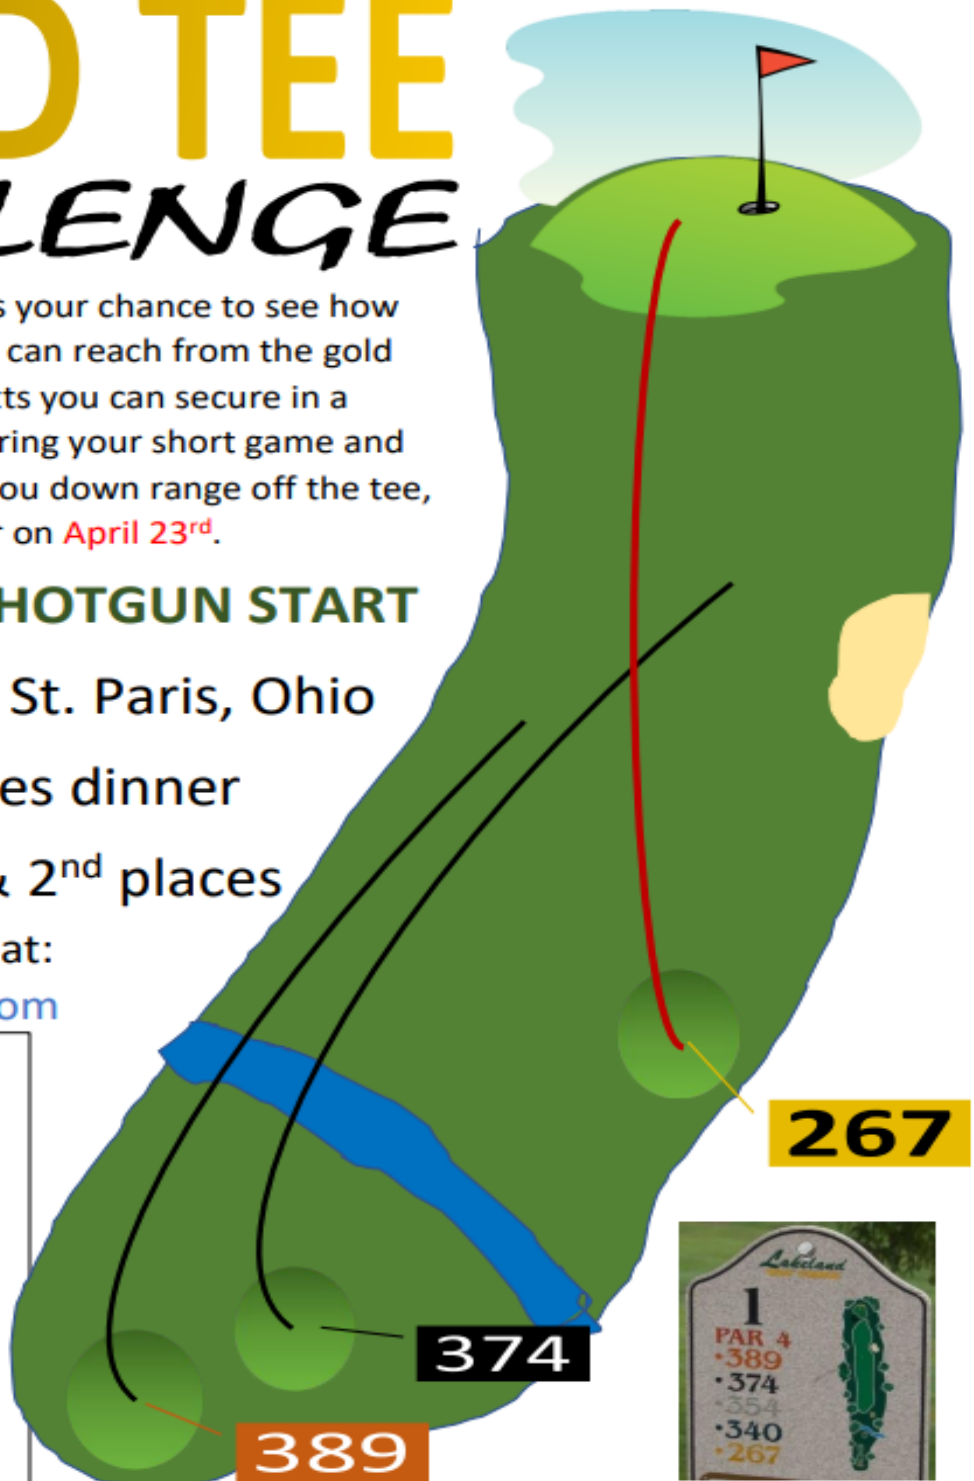 D TEE
LENGE
s your chance to see how
can reach from the gold
ts you can secure in a
ring your short game and
ou down range off the tee,
r on April 23rd.
HOTGUN START
St. Paris, Ohio
es dinner
& 2nd places
at:
om
267
374
389
Lakeland
1
PAR 4
•389
•374
•354
•340
•267